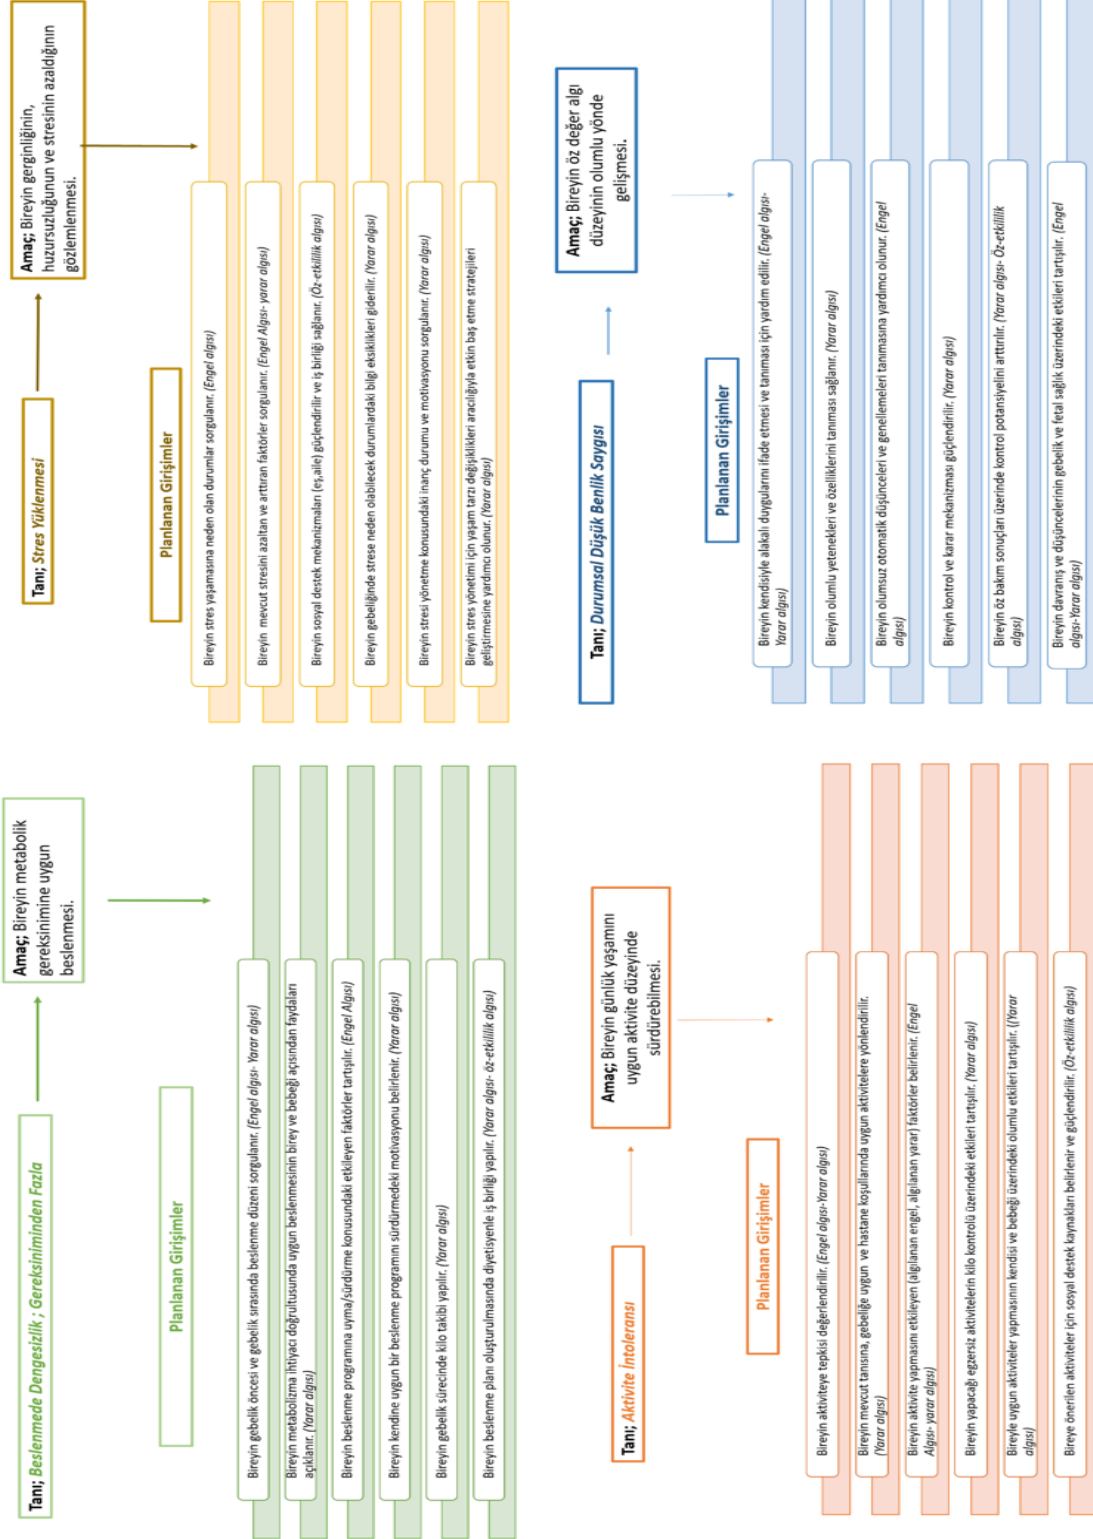 Tanı; Beslenmede Dengesizlik ; Gereksiniminden Fazla
Amaç; Bireyin metabolik
gereksinimine uygun
beslenmesi.
Planlanan Girişimler
Bireyin gebelik öncesi ve gebelik sırasında beslenme düzeni sorgulanır. (Engel algısı- Yarar algısı)
Bireyin metabolizma ihtiyacı doğrultusunda uygun beslenmesinin birey ve bebeği açısından faydaları
açıklanır. (Yarar algısı)
Bireyin beslenme programına uyma/sürdürme konusundaki etkileyen faktörler tartışılır. (Engel Algısı)
Bireyin kendine uygun bir beslenme programını sürdürmedeki motivasyonu belirlenir. (Yarar algısı)
Bireyin gebelik sürecinde kilo takibi yapılır. (Yarar algısı)
Bireyin beslenme planı oluşturulmasında diyetisyenle iş birliği yapılır. (Yarar algısı- öz-etkililik algısı)
Tanı; Stres Yüklenmesi
Amaç; Bireyin gerginliğinin,
huzursuzluğunun ve stresinin azaldığının
gözlemlenmesi.
Planlanan Girişimler
Bireyin stres yaşamasına neden olan durumlar sorgulanır. (Engel algısı)
Bireyin mevcut stresini azaltan ve arttıran faktörler sorgulanır. (Engel Algısı- yarar algısı)
Bireyin sosyal destek mekanizmaları (eş,aile) güçlendirilir ve iş birliği sağlanır. (Öz-etkililik algısı)
Bireyin gebeliğinde strese neden olabilecek durumlardaki bilgi eksiklikleri giderilir. (Yarar algısı)
Bireyin stresi yönetme konusundaki inanç durumu ve motivasyonu sorgulanır. (Yarar algısı)
Bireyin stres yönetimi için yaşam tarzı değişiklikleri aracılığıyla etkin baş etme stratejileri
geliştirmesine yardımcı olunur. (Yarar algısı)
Tanı; Aktivite İntoleransı
Amaç; Bireyin günlük yaşamını
uygun aktivite düzeyinde
sürdürebilmesi.
Planlanan Girişimler
Bireyin aktiviteye tepkisi değerlendirilir. (Engel algısı-Yarar algısı)
Bireyin mevcut tanısına, gebeliğe uygun ve hastane koşullarında uygun aktivitelere yönlendirilir.
(Yarar algısı)
Bireyin aktivite yapmasını etkileyen (algılanan engel, algılanan yarar) faktörler belirlenir. (Engel
Algısı- yarar algısı)
Bireyin yapacağı egzersiz aktivitelerin kilo kontrolü üzerindeki etkileri tartışılır. (Yarar algısı)
Bireyle uygun aktiviteler yapmasının kendisi ve bebeği üzerindeki olumlu etkileri tartışılır. ((Yarar
algısı)
Bireye önerilen aktiviteler için sosyal destek kaynakları belirlenir ve güçlendirilir. (Öz-etkililik algısı)
Tanı; Durumsal Düşük Benlik Saygısı
Amaç; Bireyin öz değer algı
düzeyinin olumlu yönde
gelişmesi.
Planlanan Girişimler
Bireyin kendisiyle alakalı duygularını ifade etmesi ve tanıması için yardım edilir. (Engel algısı-
Yarar algısı)
Bireyin olumlu yetenekleri ve özelliklerini tanıması sağlanır. (Yarar algısı)
Bireyin olumsuz otomatik düşünceleri ve genellemeleri tanımasına yardımcı olunur. (Engel
algısı)
Bireyin kontrol ve karar mekanizması güçlendirilir. (Yarar algısı)
Bireyin öz bakım sonuçları üzerinde kontrol potansiyelini arttırılır. (Yarar algısı- Öz-etkililik
algısı)
Bireyin davranış ve düşüncelerinin gebelik ve fetal sağlık üzerindeki etkileri tartışılır. (Engel
algısı-Yarar algısı)